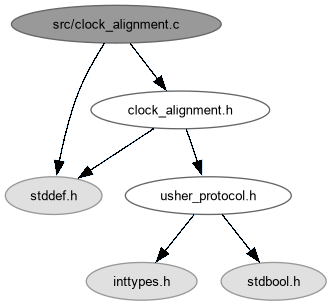 src/clock_alignment.c
clock_alignment.h
stddef.h
usher_protocol.h
inttypes.h
stdbool.h